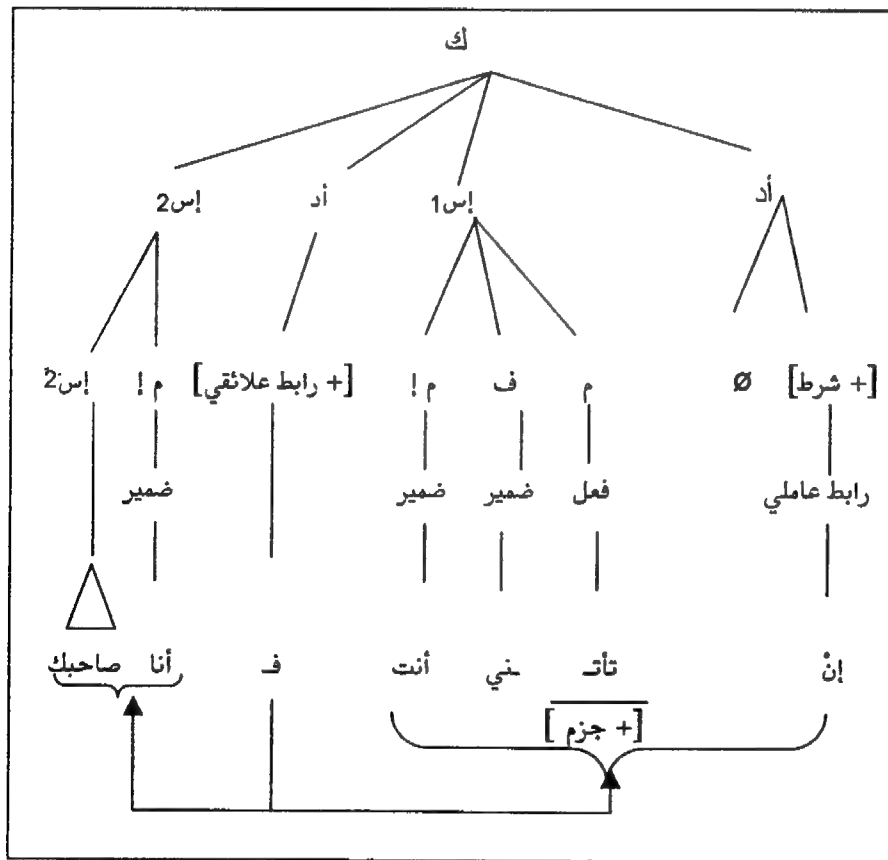 ك
أد إس1 أد إس2
[+ شرط] Ø م ف م ! [+ رابط علائقي] م ! إس2
رابط عاملي فعل ضمير ضمير ضمير
إنْ تأتـ ـني أنت فـ أنا صاحبك
[+ جزم ]